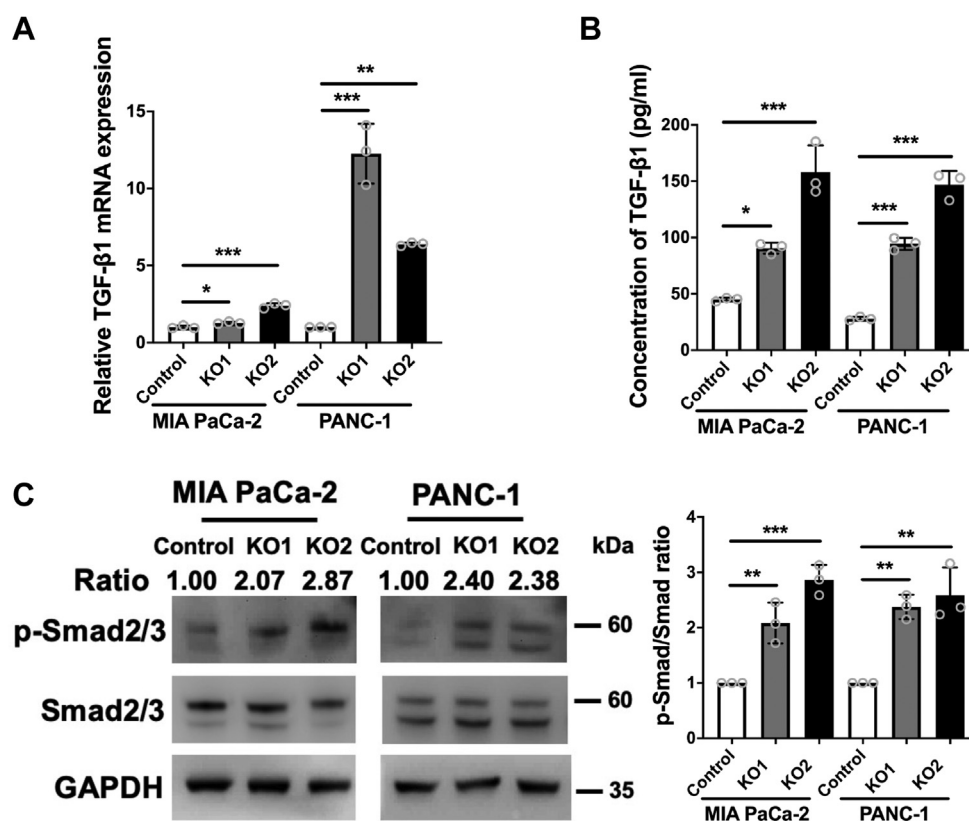 A
Relative TGF-β1 mRNA expression
15
10
5
0
*
***
***
**
Control
KO1
KO2
Control
KO1
KO2
MIA PaCa-2
PANC-1
B
Concentration of TGF-β1 (pg/ml)
200
150
100
50
0
*
***
***
***
Control
KO1
KO2
Control
KO1
KO2
MIA PaCa-2
PANC-1
C
MIA PaCa-2 PANC-1
Control KO1 KO2 Control KO1 KO2 kDa
Ratio 1.00 2.07 2.87 1.00 2.40 2.38
p-Smad2/3 60
Smad2/3 60
GAPDH 35
p-Smad/Smad ratio
4
3
2
1
0
**
***
**
**
Control
KO1
KO2
Control
KO1
KO2
MIA PaCa-2
PANC-1